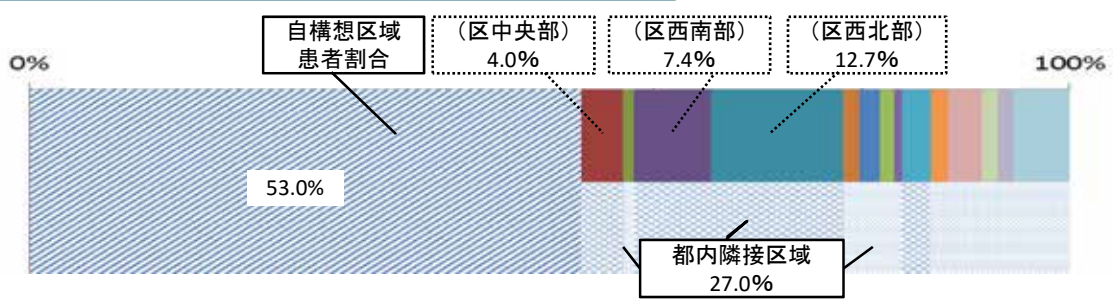 自構想区域
患者割合
（区中央部）
4.0%
（区西南部）
7.4%
（区西北部）
12.7%
0%
100%
53.0%
都内隣接区域
27.0%